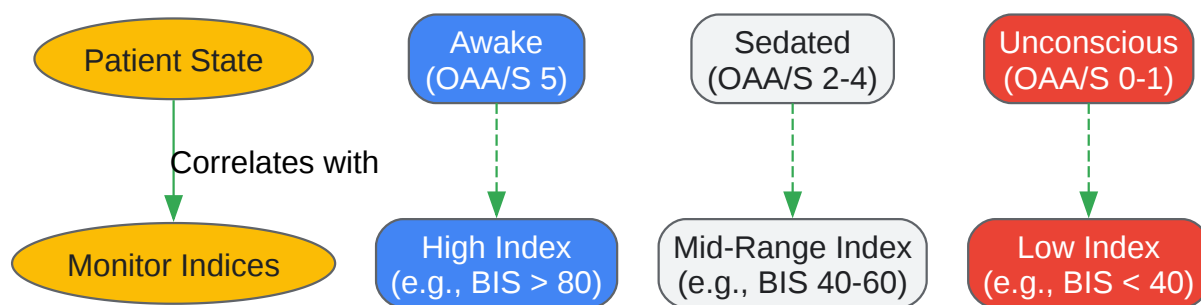 Patient State
Awake
(OAA/S 5)
Sedated
(OAA/S 2-4)
Unconscious
(OAA/S 0-1)
Correlates with
Monitor Indices
High Index
(e.g., BIS > 80)
Mid-Range Index
(e.g., BIS 40-60)
Low Index
(e.g., BIS < 40)